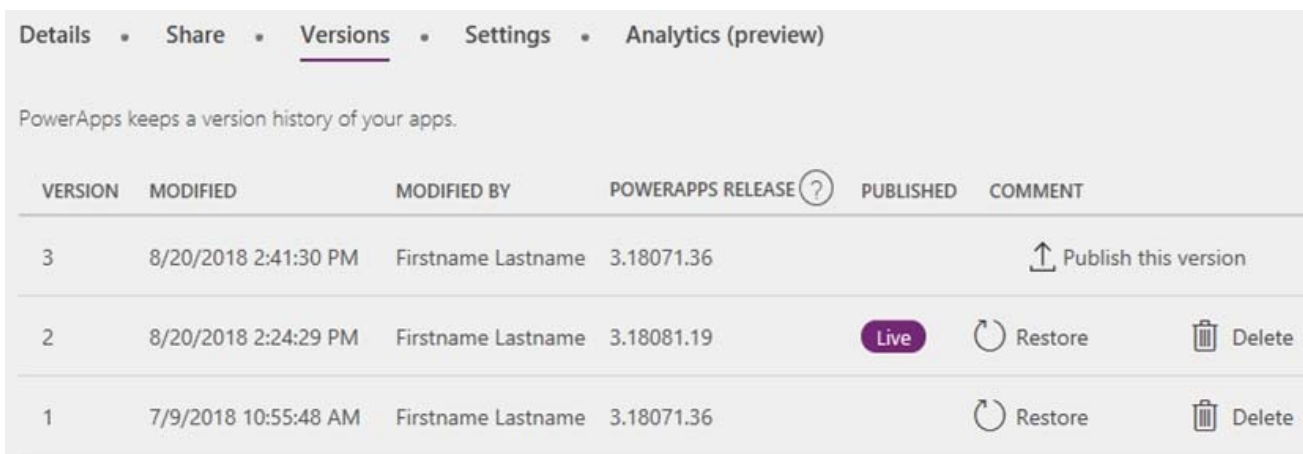 Details • Share • Versions • Settings • Analytics (preview)
PowerApps keeps a version history of your apps.
VERSION MODIFIED MODIFIED BY POWERAPPS RELEASE ? PUBLISHED COMMENT
3 8/20/2018 2:41:30 PM Firstname Lastname 3.18071.36 Publish this version
2 8/20/2018 2:24:29 PM Firstname Lastname 3.18081.19 Live Restore Delete
1 7/9/2018 10:55:48 AM Firstname Lastname 3.18071.36 Restore Delete